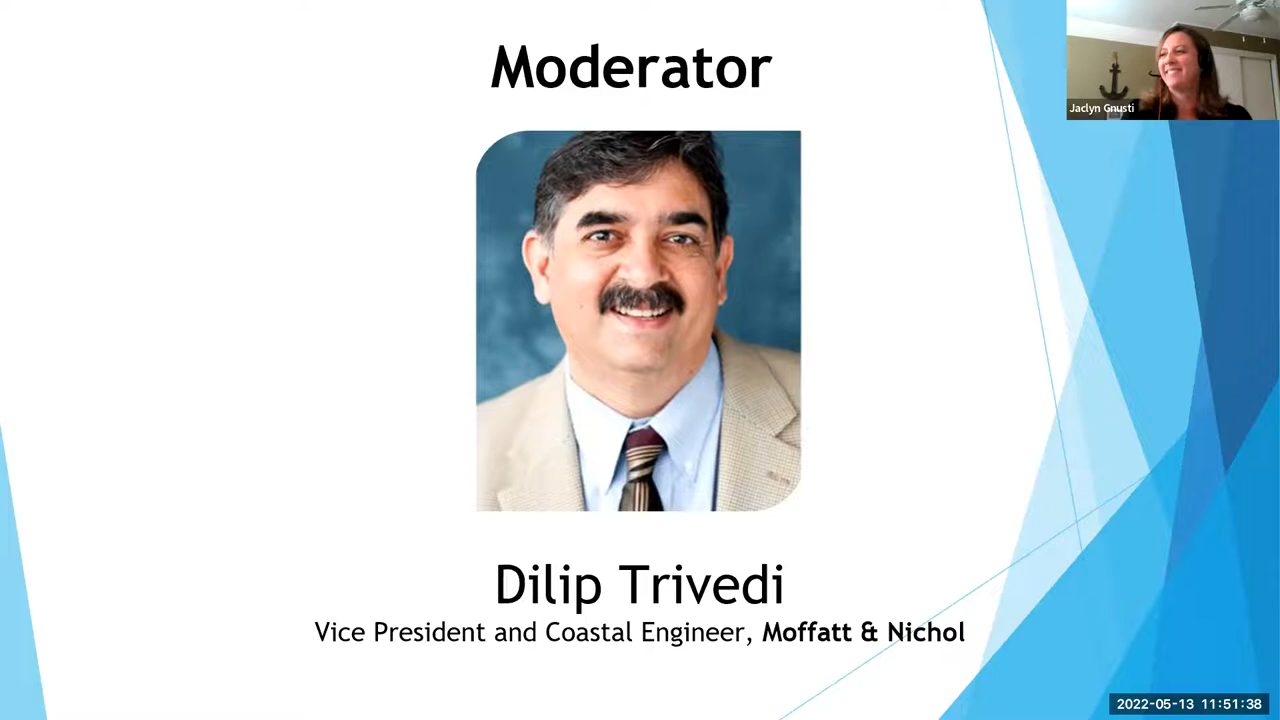 Moderator
Jaclyn Gnusti
Dilip Trivedi
Vice President and Coastal Engineer, Moffatt & Nichol
2022-05-13 11:51:38